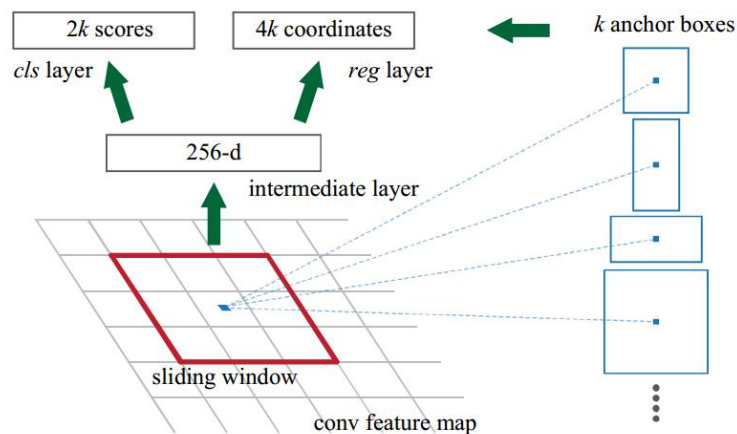 2k scores
4k coordinates
k anchor boxes
cls layer
reg layer
256-d
intermediate layer
sliding window
conv feature map